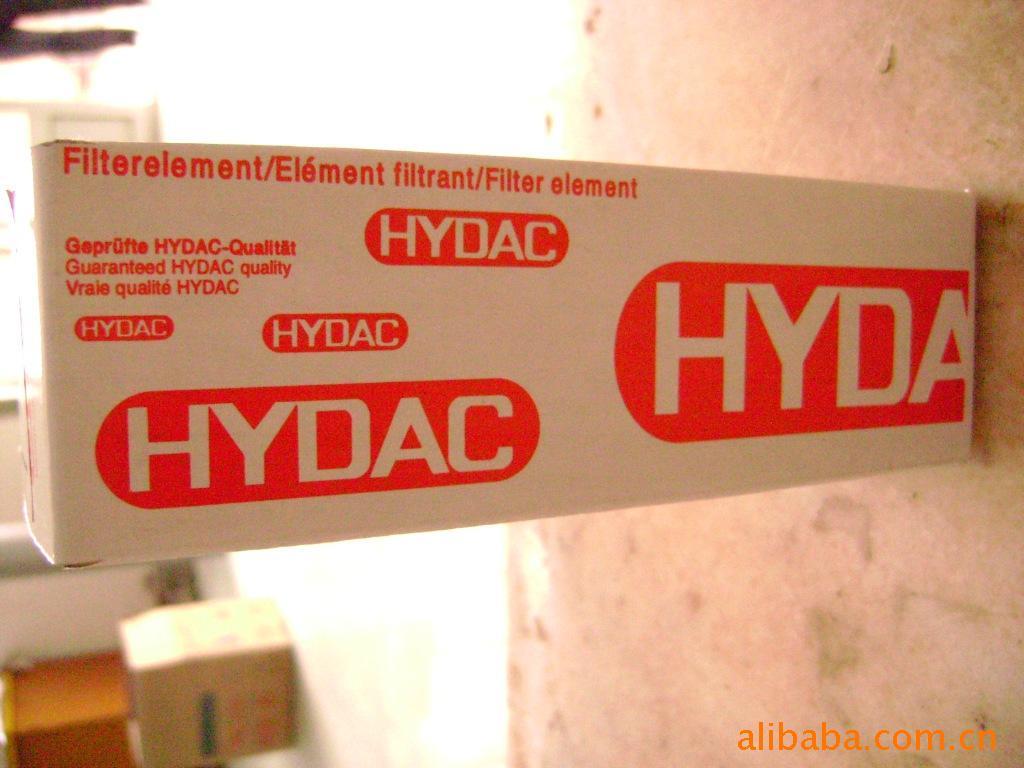 Filterelement/Elément filtrant/Filter element
HYDAC
Geprüfte HYDAC-Qualität
Guaranteed HYDAC quality
Vraie qualité HYDAC
HYDAC
HYDAC
HYDA
HYDAC
alibaba.com.cn